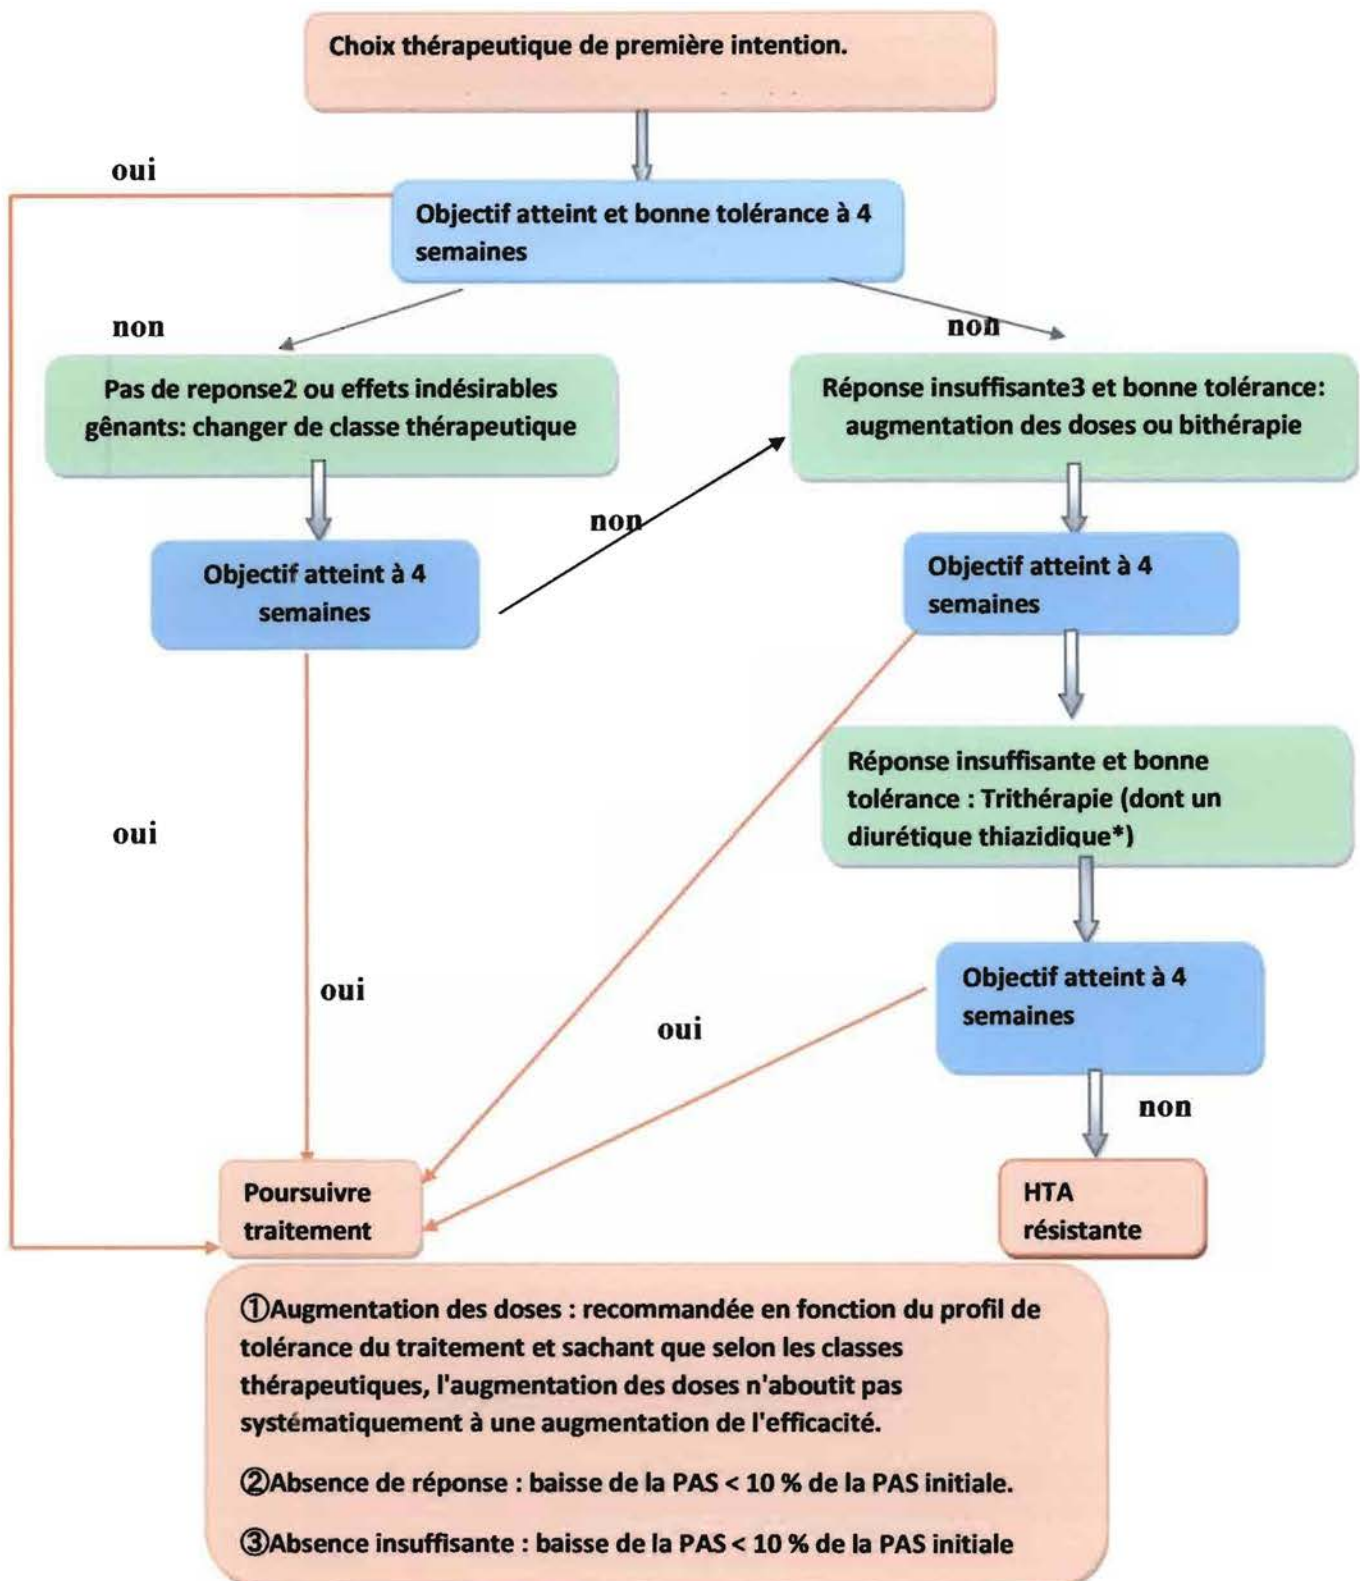 Choix thérapeutique de première intention.
oui
Objectif atteint et bonne tolérance à 4
semaines
non
non
Pas de reponse2 ou effets indésirables
gênants: changer de classe thérapeutique
Réponse insuffisante3 et bonne tolérance:
augmentation des doses ou bithérapie
non
Objectif atteint à 4
semaines
Objectif atteint à 4
semaines
Réponse insuffisante et bonne
tolérance : Trithérapie (dont un
diurétique thiazidique*)
oui
Objectif atteint à 4
semaines
oui
oui
non
Poursuivre
traitement
HTA
résistante
①Augmentation des doses : recommandée en fonction du profil de
tolérance du traitement et sachant que selon les classes
thérapeutiques, l'augmentation des doses n'aboutit pas
systématiquement à une augmentation de l'efficacité.
②Absence de réponse : baisse de la PAS < 10 % de la PAS initiale.
③Absence insuffisante : baisse de la PAS < 10 % de la PAS initiale